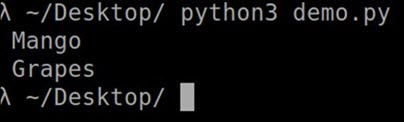 λ ~/Desktop/ python3 demo.py
Mango
Grapes
λ ~/Desktop/